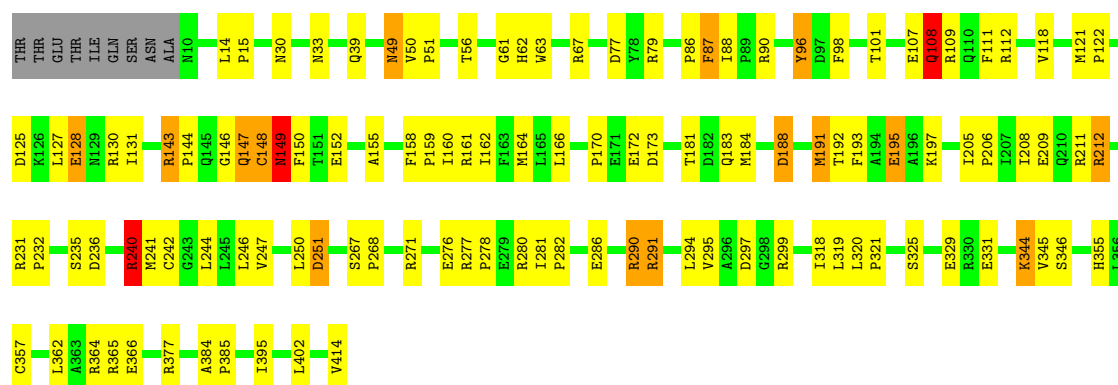 THR THR GLU THR ILE GLN SER ASN ALA N10 L14 P15 N30 N33 Q39 N49 V50 P51 T56 G61 H62 W63 R67 D77 Y78 R79 P86 F87 I88 P89 R90 Y96 D97 F98 T101 E107 Q108 R109 Q110 F111 R112 V118 M121 P122
D125 K126 L127 E128 N129 R130 I131 R143 P144 Q145 G146 Q147 C148 N149 F150 T151 E152 A155 F158 P159 I160 R161 I162 F163 M164 L165 L166 P170 E171 E172 D173 T181 D182 Q183 M184 D188 M191 T192 F193 A194 E195 A196 K197 I205 P206 I207 I208 E209 Q210 R211 R212
R231 P232 S235 D236 R240 M241 C242 G243 L244 L245 L246 V247 L250 D251 S267 P268 R271 E276 R277 P278 E279 R280 I281 P282 E286 R290 R291 L294 V295 A296 D297 G298 R299 I318 L319 L320 P321 S325 E329 R330 E331 K344 V345 S346 H355 L356
C357 L362 A363 R364 R365 E366 R377 A384 P385 I395 L402 V414